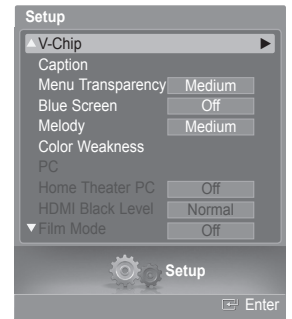 Setup
V-Chip
Caption
Menu Transparency Medium
Blue Screen Off
Melody Medium
Color Weakness
PC
Home Theater PC Off
HDMI Black Level Normal
Film Mode Off
Setup
Enter